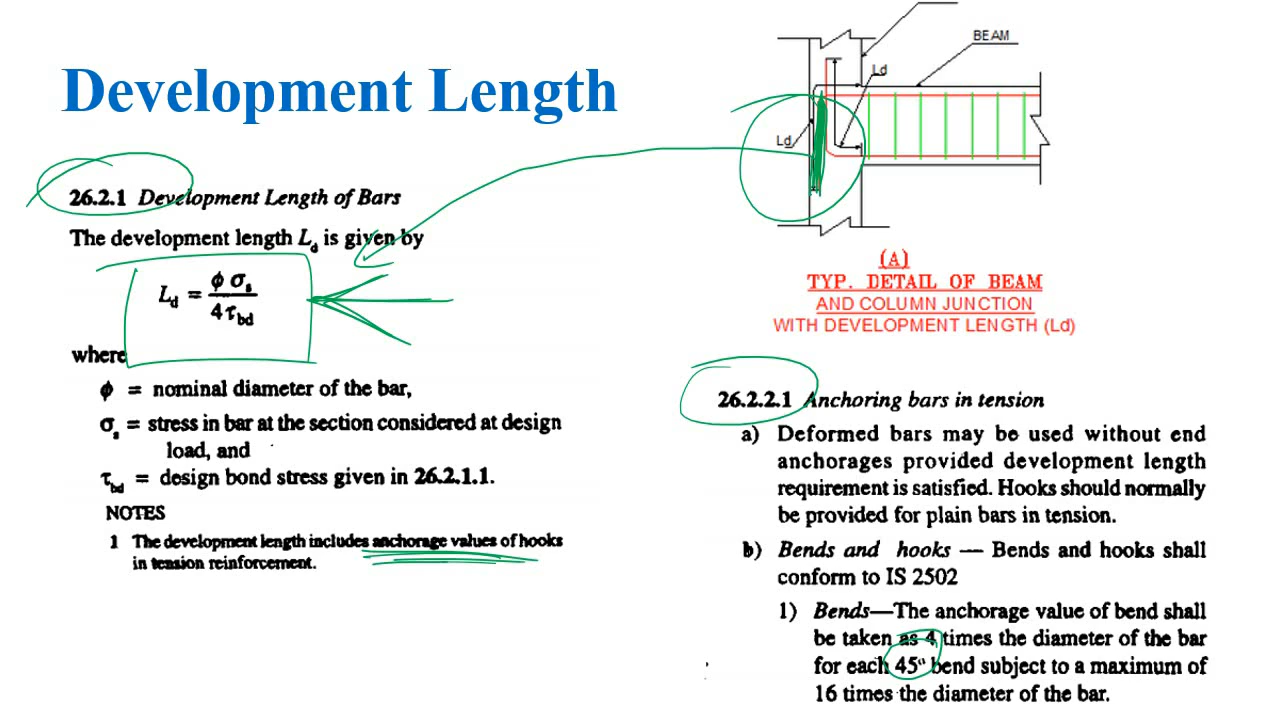 Development Length
26.2.1 Development Length of Bars
The development length Ld is given by
Ld = ϕ σs / 4 τbd
where
ϕ = nominal diameter of the bar,
σs = stress in bar at the section considered at design
load, and
τbd = design bond stress given in 26.2.1.1.
NOTES
1 The development length includes anchorage values of hooks
in tension reinforcement.
BEAM
Ld
Ld
(A)
TYP. DETAIL OF BEAM
AND COLUMN JUNCTION
WITH DEVELOPMENT LENGTH (Ld)
26.2.2.1 Anchoring bars in tension
a) Deformed bars may be used without end
anchorages provided development length
requirement is satisfied. Hooks should normally
be provided for plain bars in tension.
b) Bends and hooks — Bends and hooks shall
conform to IS 2502
1) Bends—The anchorage value of bend shall
be taken as 4 times the diameter of the bar
for each 45° bend subject to a maximum of
16 times the diameter of the bar.